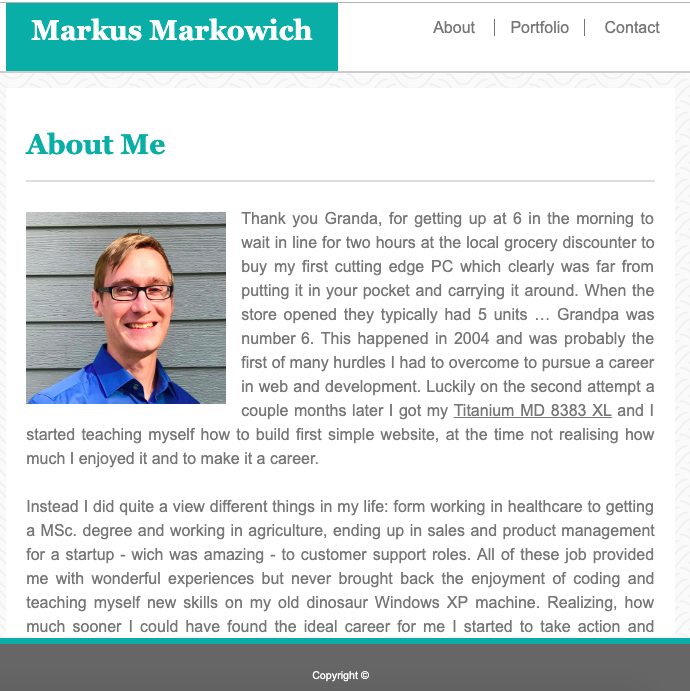 Markus Markowich
About
Portfolio
Contact
About Me
Thank you Granda, for getting up at 6 in the morning to
wait in line for two hours at the local grocery discounter to
buy my first cutting edge PC which clearly was far from
putting it in your pocket and carrying it around. When the
store opened they typically had 5 units … Grandpa was
number 6. This happened in 2004 and was probably the
first of many hurdles I had to overcome to pursue a career
in web and development. Luckily on the second attempt a
couple months later I got my Titanium MD 8383 XL and I
started teaching myself how to build first simple website, at the time not realising how
much I enjoyed it and to make it a career.
Instead I did quite a view different things in my life: form working in healthcare to getting
a MSc. degree and working in agriculture, ending up in sales and product management
for a startup - wich was amazing - to customer support roles. All of these job provided
me with wonderful experiences but never brought back the enjoyment of coding and
teaching myself new skills on my old dinosaur Windows XP machine. Realizing, how
much sooner I could have found the ideal career for me I started to take action and
Copyright ©